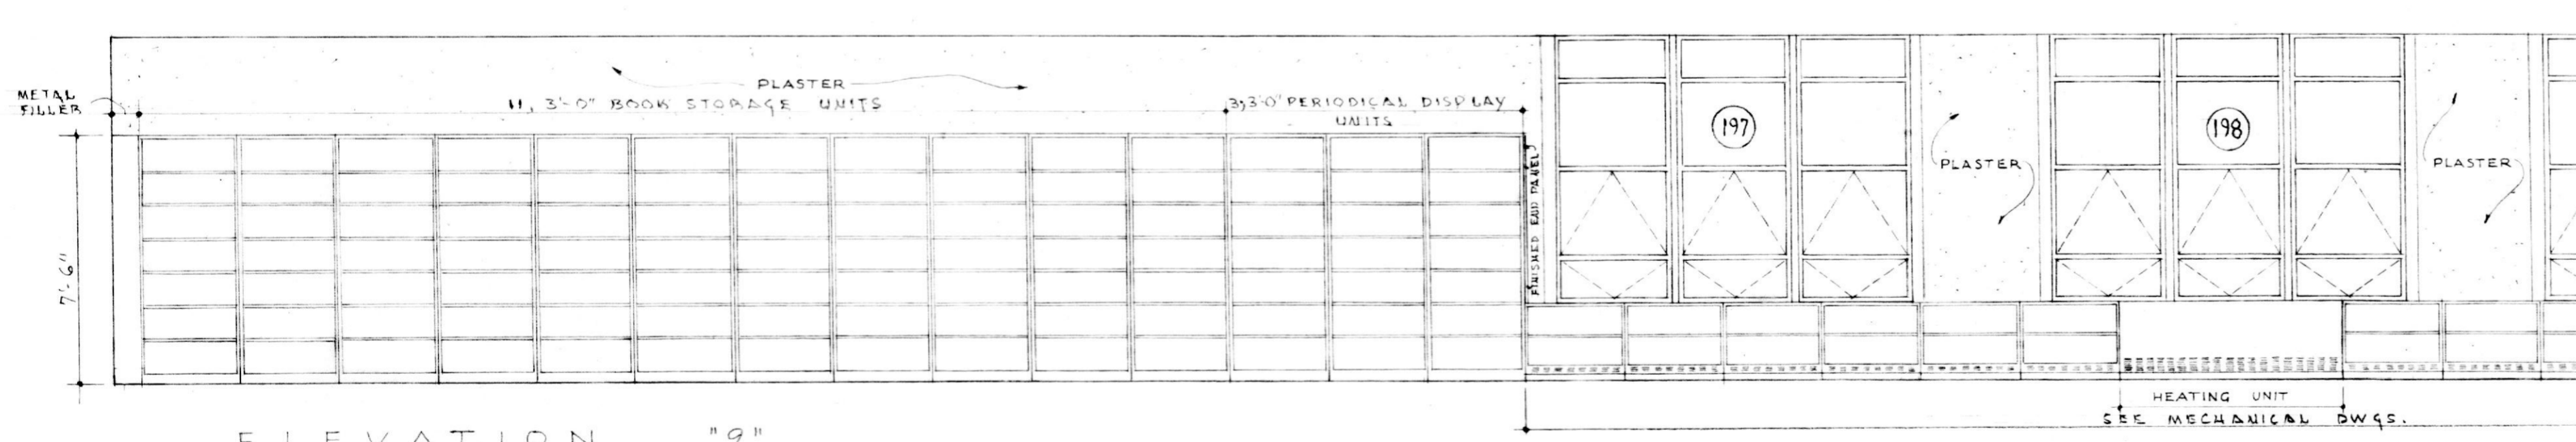 PLASTER
METAL
FILLER
11, 3'-0" BOOK STORAGE UNITS
3, 3'-0" PERIODICAL DISPLAY
UNITS
197
198
PLASTER
PLASTER
FINISHED END PANEL
7'-6"
HEATING UNIT
SEE MECHANICAL DWGS.
ELEVATION "9"